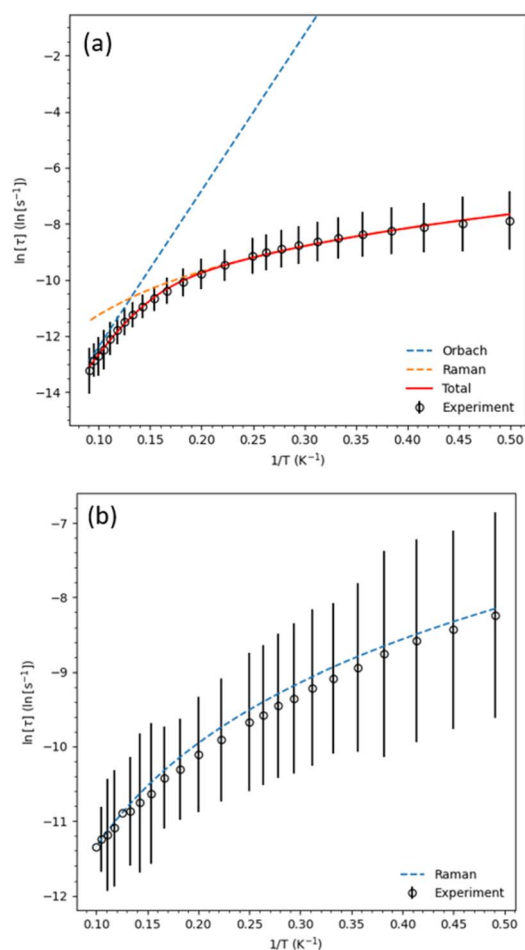 (a)
−2
−4
−6
−8
−10
−12
−14
ln [τ] (ln [s⁻¹])
Orbach
Raman
Total
Experiment
0.10 0.15 0.20 0.25 0.30 0.35 0.40 0.45 0.50
1/T (K⁻¹)
(b)
−7
−8
−9
−10
−11
−12
ln [τ] (ln [s⁻¹])
Raman
Experiment
0.10 0.15 0.20 0.25 0.30 0.35 0.40 0.45 0.50
1/T (K⁻¹)